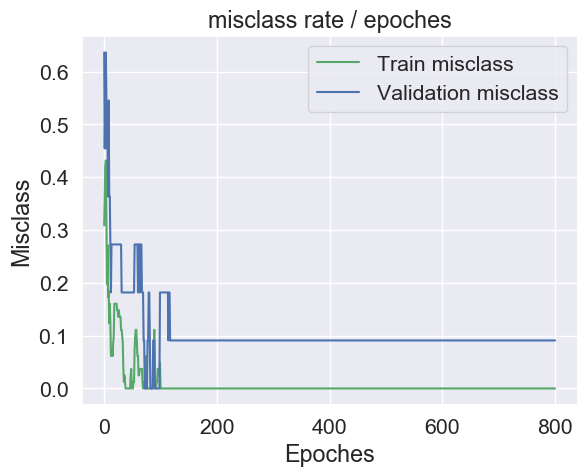 misclass rate / epoches
Train misclass
Validation misclass
0.6
0.5
0.4
0.3
0.2
0.1
0.0
Misclass
0 200 400 600 800
Epoches